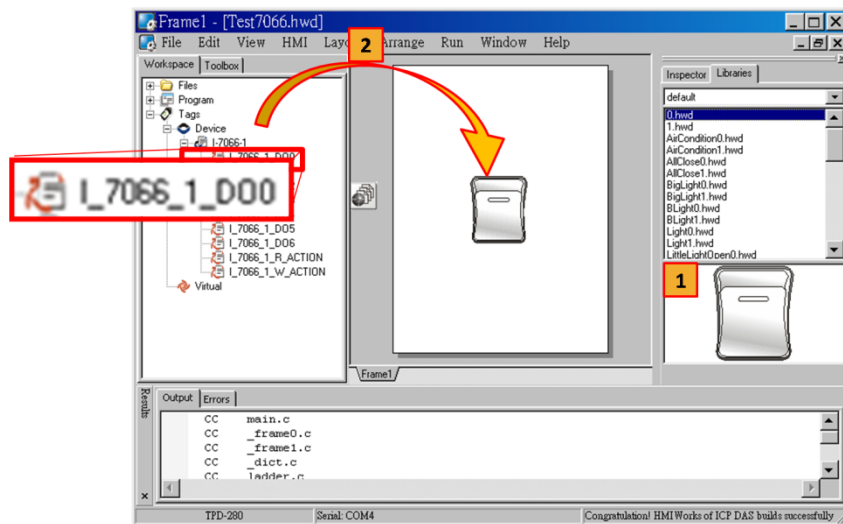 Frame1 - [Test7066.hwd]
File Edit View HMI Layo Arrange Run Window Help
2
Workspace Toolbox
Files
Program
Tags
Device
I-7066-1
I_7066_1_DO0
I_7066_1_DO0
I_7066_1_DO5
I_7066_1_DO6
I_7066_1_R_ACTION
I_7066_1_W_ACTION
Virtual
Frame1
Inspector Libraries
default
0.hwd
1.hwd
AirCondition0.hwd
AirCondition1.hwd
AllClose0.hwd
AllClose1.hwd
BigLight0.hwd
BigLight1.hwd
BLight0.hwd
BLight1.hwd
Light0.hwd
Light1.hwd
LittleLightOpen0.hwd
1
Results
Output Errors
CC main.c
CC _frame0.c
CC _frame1.c
CC _dict.c
CC ladder.c
TPD-280 Serial: COM4 Congratulation! HMIWorks of ICP DAS builds successfully